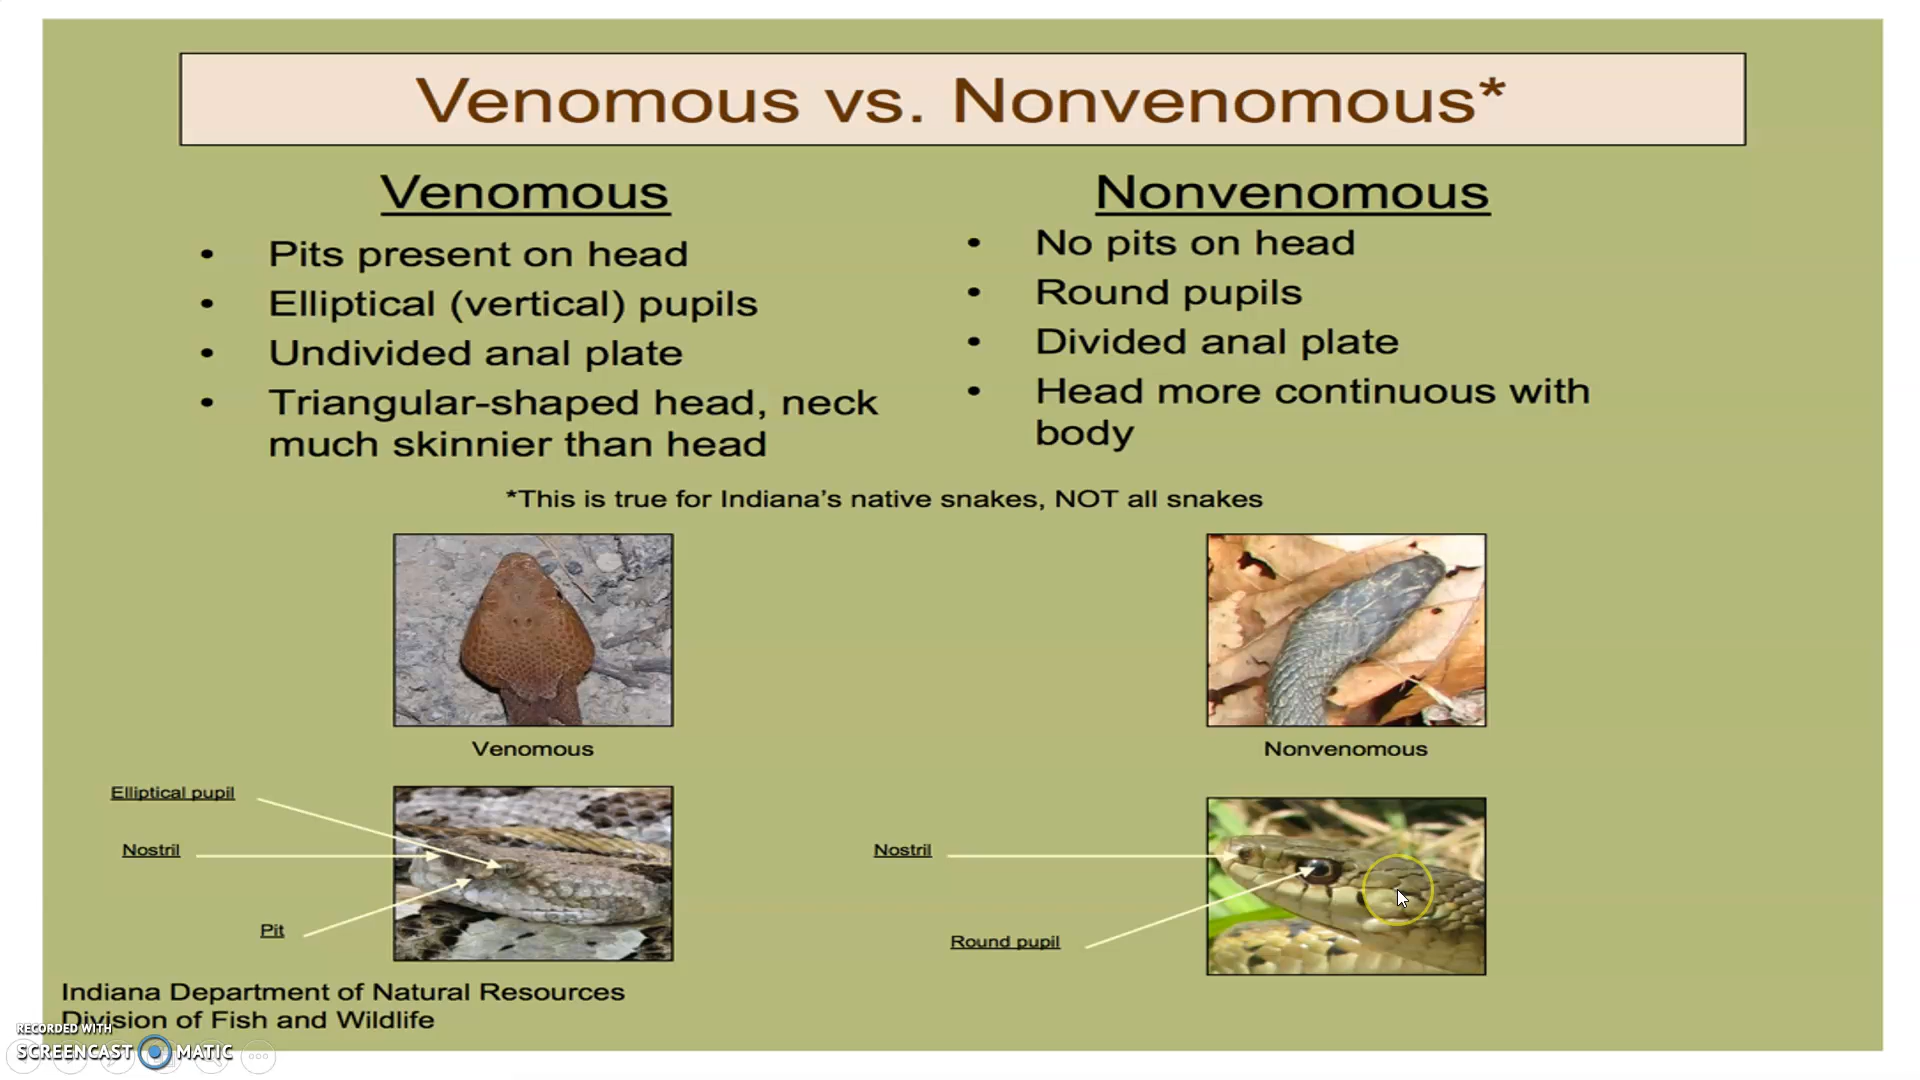 Venomous vs. Nonvenomous*
Venomous
• Pits present on head
• Elliptical (vertical) pupils
• Undivided anal plate
• Triangular-shaped head, neck
much skinnier than head
Nonvenomous
• No pits on head
• Round pupils
• Divided anal plate
• Head more continuous with
body
*This is true for Indiana's native snakes, NOT all snakes
Venomous
Nonvenomous
Elliptical pupil
Nostril
Pit
Nostril
Round pupil
Indiana Department of Natural Resources
Division of Fish and Wildlife
RECORDED WITH
SCREENCAST MATIC